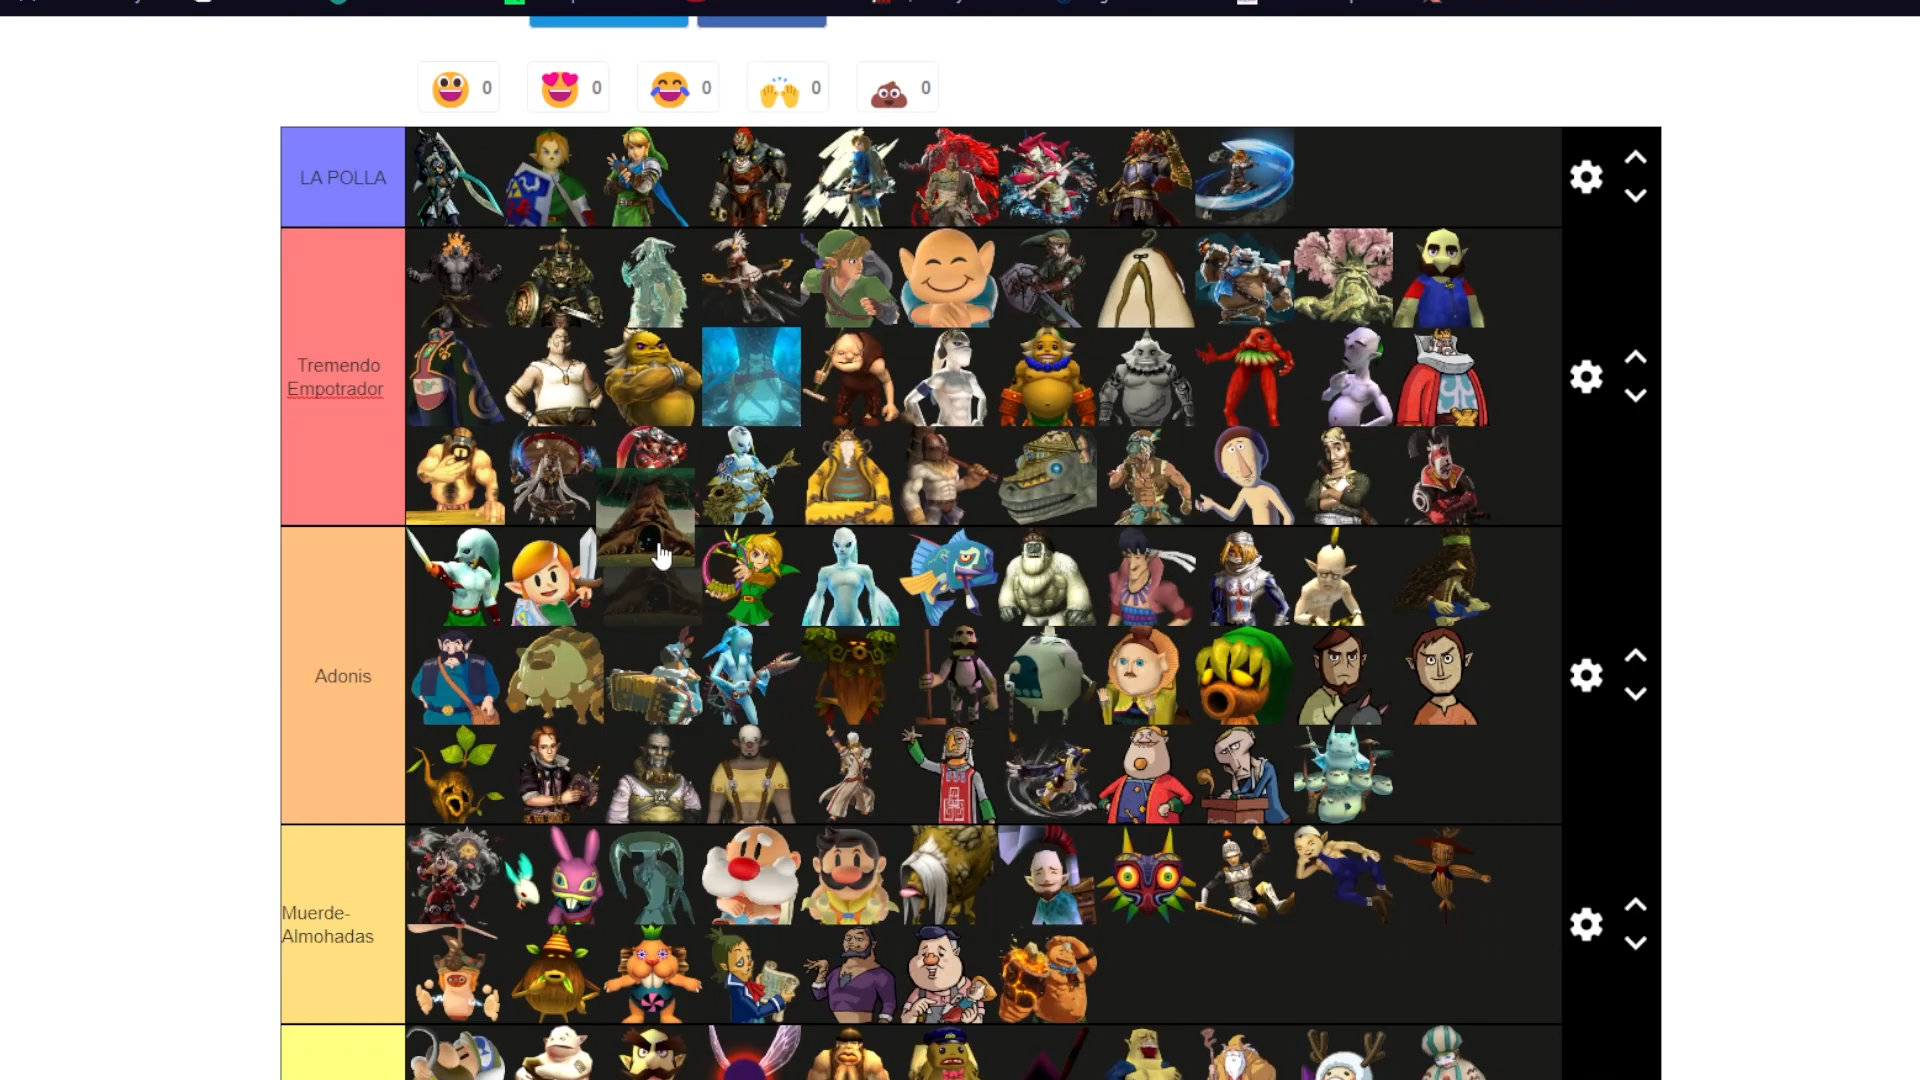 0 0 0 0 0
LA POLLA
Tremendo
Empotrador
Adonis
Muerde-
Almohadas